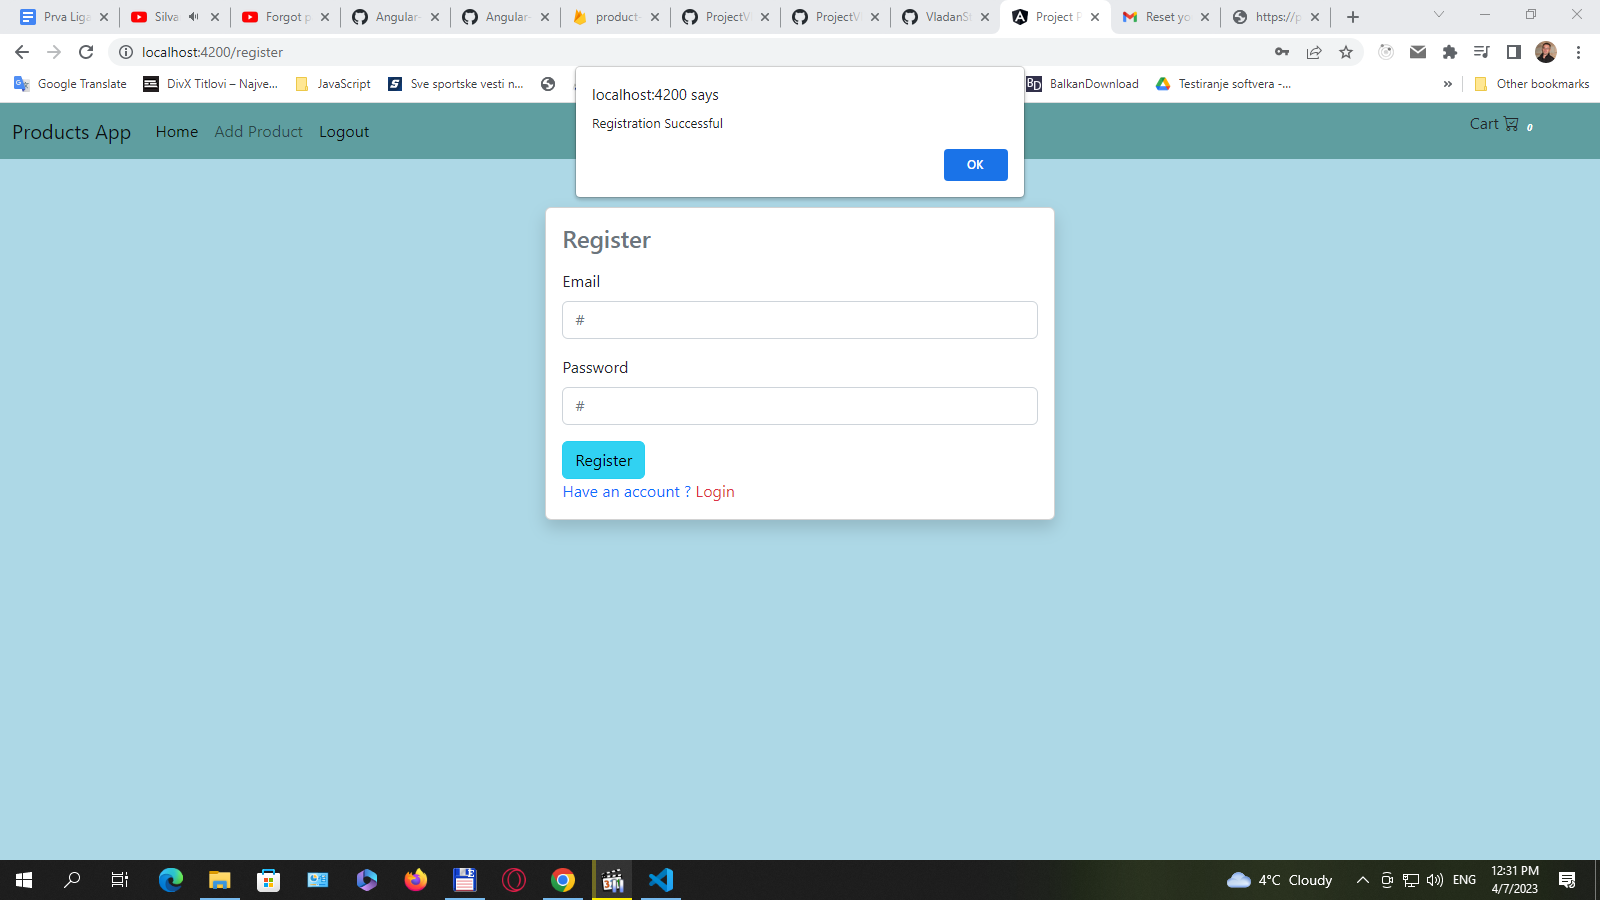 Prva Liga
Silva
Forgot p
Angular-
Angular-
product-
ProjectV
ProjectV
VladanSt
Project P
Reset yo
https://p
localhost:4200/register
Google Translate
DivX Titlovi – Najve...
JavaScript
Sve sportske vesti n...
BD
BalkanDownload
Testiranje softvera -...
»
Other bookmarks
localhost:4200 says
Registration Successful
OK
Products App
Home
Add Product
Logout
Cart
0
Register
Email
#
Password
#
Register
Have an account ? Login
4°C Cloudy
ENG
12:31 PM
4/7/2023